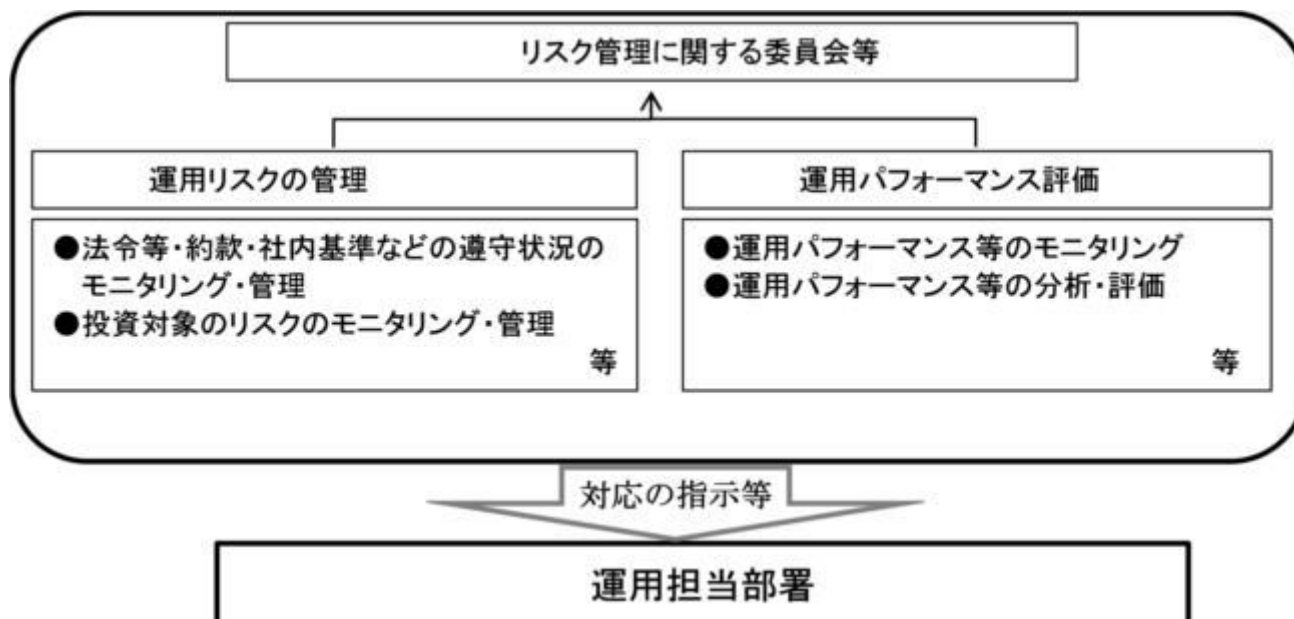 リスク管理に関する委員会等
運用リスクの管理
●法令等・約款・社内基準などの遵守状況の
モニタリング・管理
●投資対象のリスクのモニタリング・管理
等
運用パフォーマンス評価
●運用パフォーマンス等のモニタリング
●運用パフォーマンス等の分析・評価
等
対応の指示等
運用担当部署